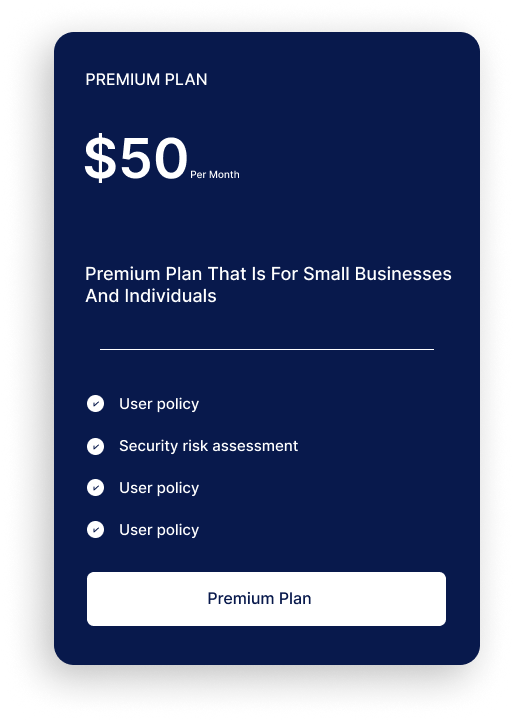 PREMIUM PLAN
$50 Per Month
Premium Plan That Is For Small Businesses
And Individuals
User policy
Security risk assessment
User policy
User policy
Premium Plan